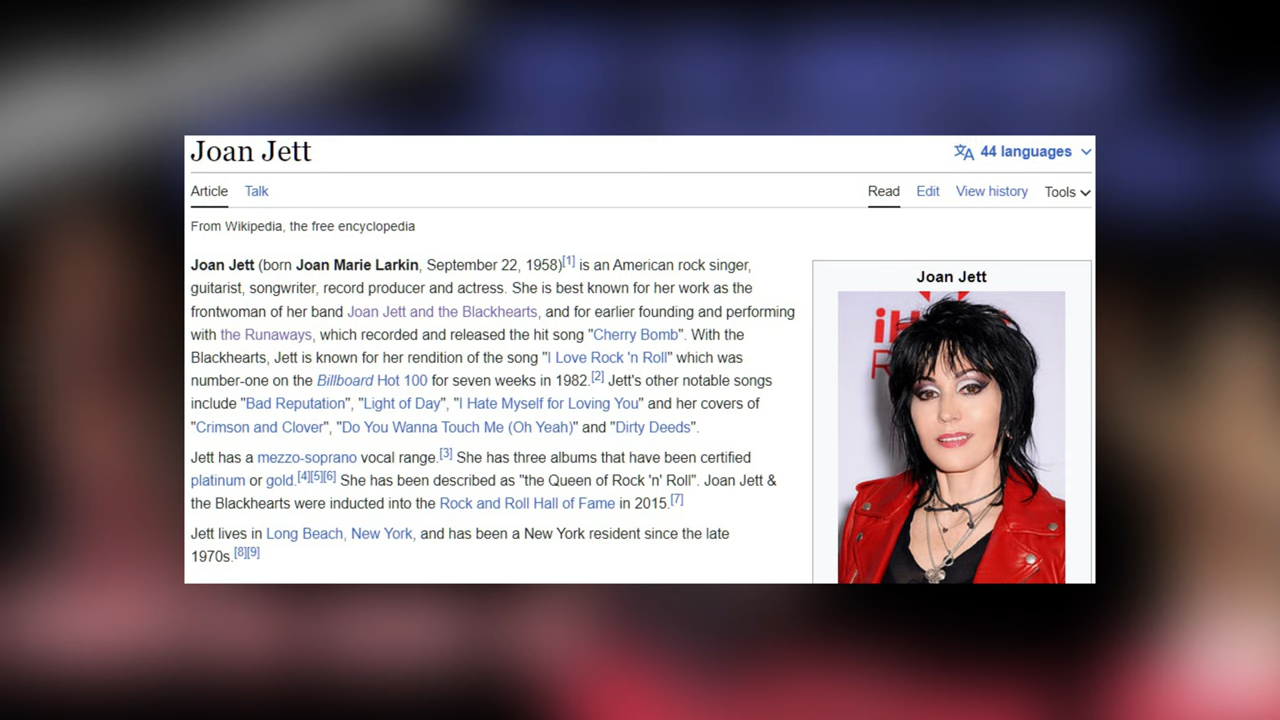 Joan Jett
44 languages
Article Talk
Read Edit View history Tools
From Wikipedia, the free encyclopedia
Joan Jett (born Joan Marie Larkin, September 22, 1958)[1] is an American rock singer,
guitarist, songwriter, record producer and actress. She is best known for her work as the
frontwoman of her band Joan Jett and the Blackhearts, and for earlier founding and performing
with the Runaways, which recorded and released the hit song "Cherry Bomb". With the
Blackhearts, Jett is known for her rendition of the song "I Love Rock 'n Roll" which was
number-one on the Billboard Hot 100 for seven weeks in 1982.[2] Jett's other notable songs
include "Bad Reputation", "Light of Day", "I Hate Myself for Loving You" and her covers of
"Crimson and Clover", "Do You Wanna Touch Me (Oh Yeah)" and "Dirty Deeds".
Jett has a mezzo-soprano vocal range.[3] She has three albums that have been certified
platinum or gold.[4][5][6] She has been described as "the Queen of Rock 'n' Roll". Joan Jett &
the Blackhearts were inducted into the Rock and Roll Hall of Fame in 2015.[7]
Jett lives in Long Beach, New York, and has been a New York resident since the late
1970s.[8][9]
Joan Jett